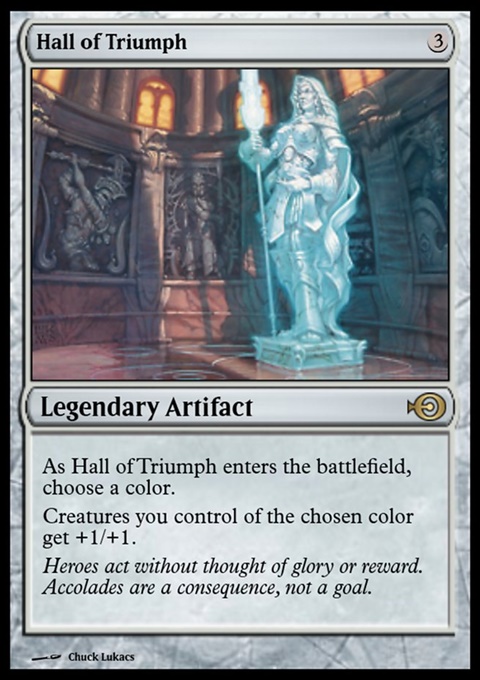 Hall of Triumph 3
Legendary Artifact
As Hall of Triumph enters the battlefield,
choose a color.
Creatures you control of the chosen color
get +1/+1.
Heroes act without thought of glory or reward.
Accolades are a consequence, not a goal.
Chuck Lukacs